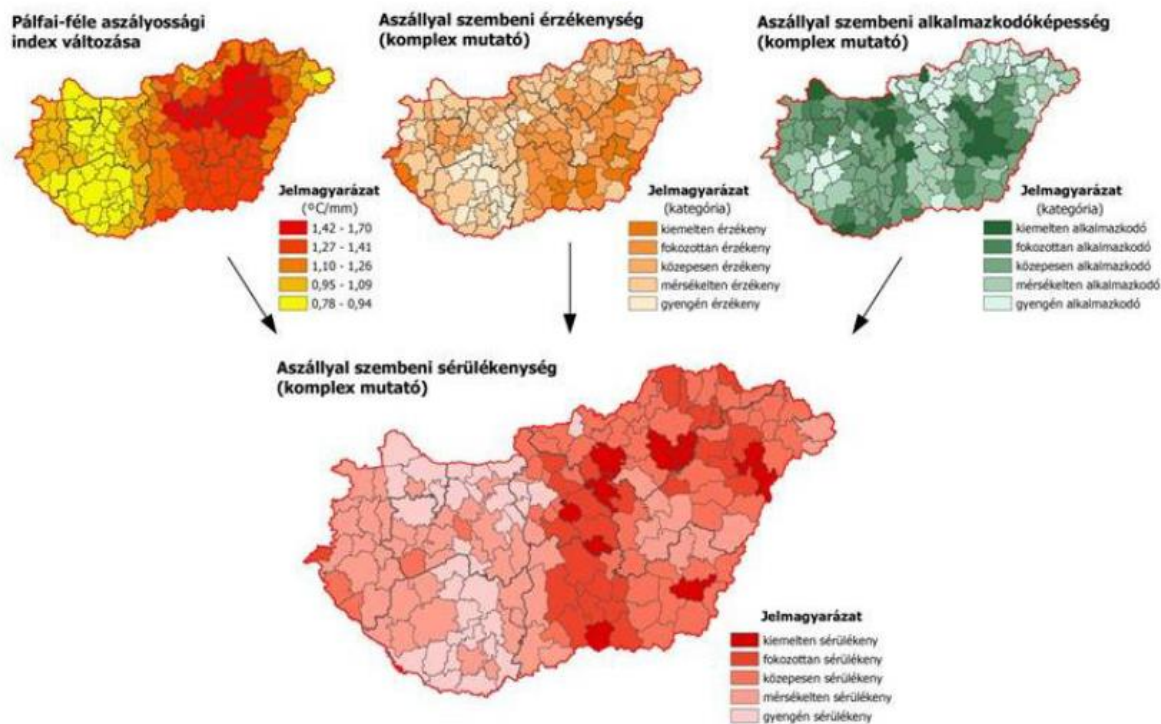 Pálfai-féle aszályossági
index változása
Jelmagyarázat
(ºC/mm)
1,42 - 1,70
1,27 - 1,41
1,10 - 1,26
0,95 - 1,09
0,78 - 0,94
Aszállyal szembeni érzékenység
(komplex mutató)
Jelmagyarázat
(kategória)
kiemelten érzékeny
fokozottan érzékeny
közepesen érzékeny
mérsékelten érzékeny
gyengén érzékeny
Aszállyal szembeni alkalmazkodóképesség
(komplex mutató)
Jelmagyarázat
(kategória)
kiemelten alkalmazkodó
fokozottan alkalmazkodó
közepesen alkalmazkodó
mérsékelten alkalmazkodó
gyengén alkalmazkodó
Aszállyal szembeni sérülékenység
(komplex mutató)
Jelmagyarázat
kiemelten sérülékeny
fokozottan sérülékeny
közepesen sérülékeny
mérsékelten sérülékeny
gyengén sérülékeny